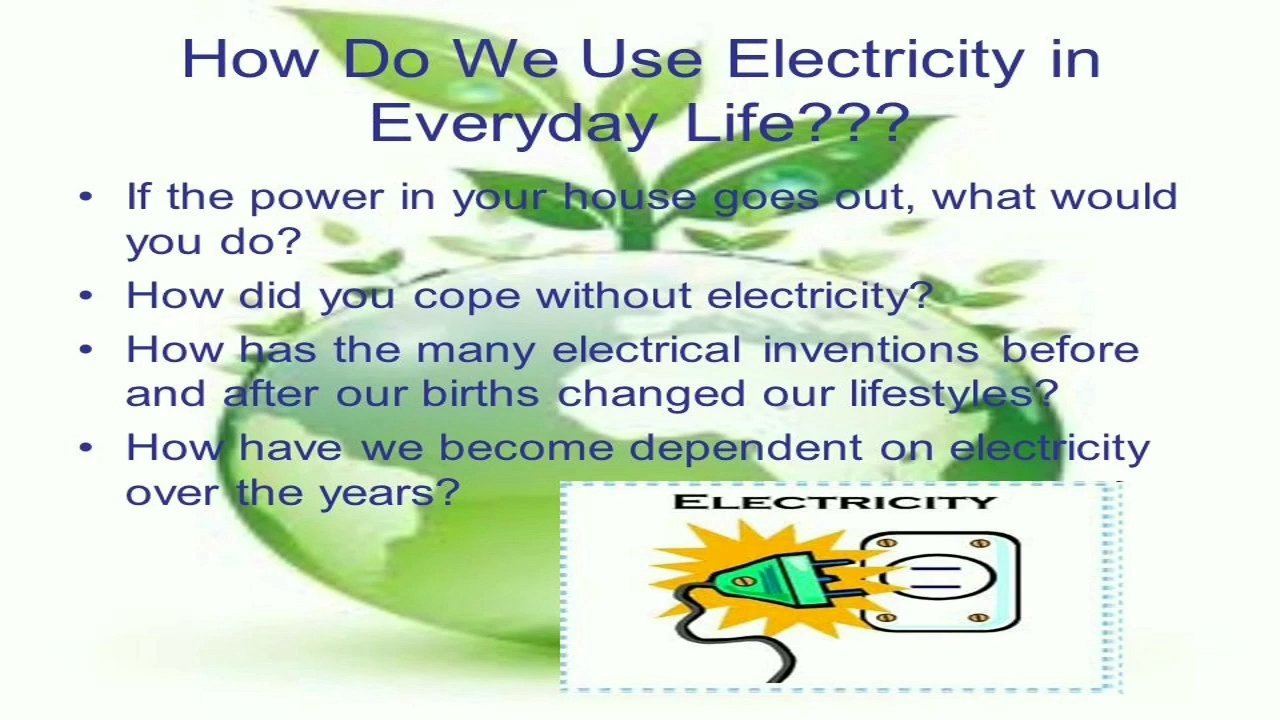 How Do We Use Electricity in
Everyday Life???
• If the power in your house goes out, what would
you do?
• How did you cope without electricity?
• How has the many electrical inventions before
and after our births changed our lifestyles?
• How have we become dependent on electricity
over the years?
ELECTRICITY